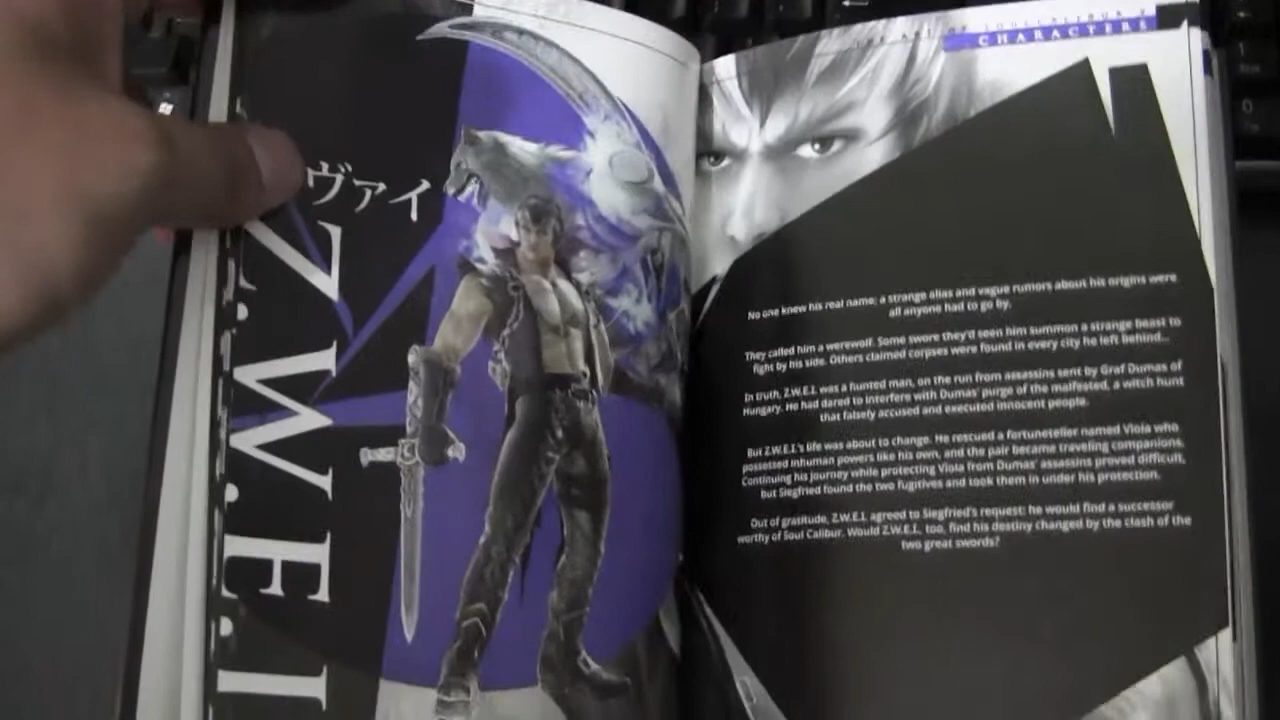 ヴァイ
Z.W.E.I.
THE ART OF SOULCALIBUR V
CHARACTERS
No one knew his real name; a strange alias and vague rumors about his origins were
all anyone had to go by.
They called him a werewolf. Some swore they'd seen him summon a strange beast to
fight by his side. Others claimed corpses were found in every city he left behind...
In truth, Z.W.E.I. was a hunted man, on the run from assassins sent by Graf Dumas of
Hungary. He had dared to interfere with Dumas' purge of the malfested, a witch hunt
that falsely accused and executed innocent people.
But Z.W.E.I.'s life was about to change. He rescued a fortuneteller named Viola who
possessed inhuman powers like his own, and the pair became traveling companions.
Continuing his journey while protecting Viola from Dumas' assassins proved difficult,
but Siegfried found the two fugitives and took them in under his protection.
Out of gratitude, Z.W.E.I. agreed to Siegfried's request: he would find a successor
worthy of Soul Calibur. Would Z.W.E.I., too, find his destiny changed by the clash of the
two great swords?